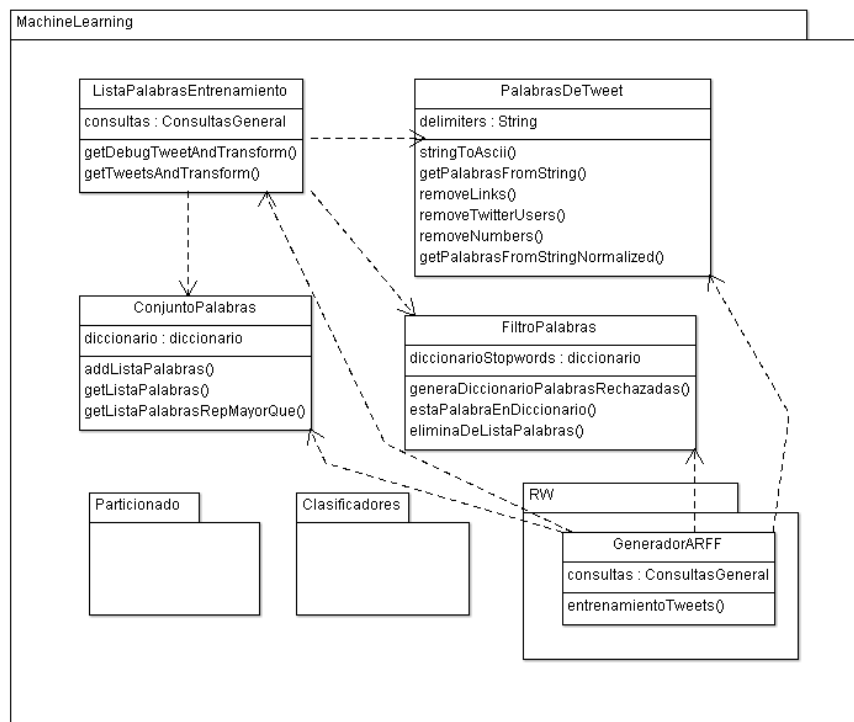 MachineLearning
ListaPalabrasEntrenamiento
consultas : ConsultasGeneral
getDebugTweetAndTransform()
getTweetsAndTransform()
PalabrasDeTweet
delimiters : String
stringToAscii()
getPalabrasFromString()
removeLinks()
removeTwitterUsers()
removeNumbers()
getPalabrasFromStringNormalized()
ConjuntoPalabras
diccionario : diccionario
addListaPalabras()
getListaPalabras()
getListaPalabrasRepMayorQue()
FiltroPalabras
diccionarioStopwords : diccionario
generaDiccionarioPalabrasRechazadas()
estaPalabraEnDiccionario()
eliminaDeListaPalabras()
Particionado
Clasificadores
RW
GeneradorARFF
consultas : ConsultasGeneral
entrenamientoTweets()